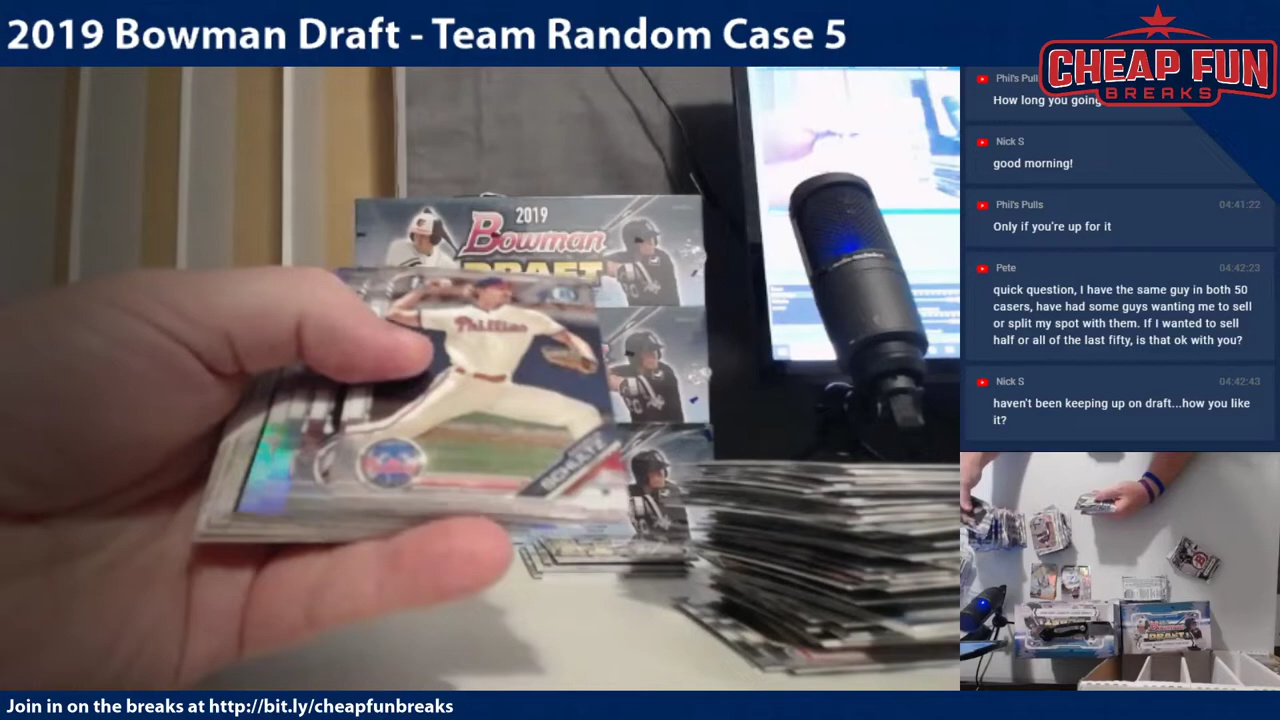 2019 Bowman Draft - Team Random Case 5
CHEAP FUN
BREAKS
Phil's Pull
How long you going
Nick S
good morning!
Phil's Pulls 04:41:22
Only if you're up for it
Pete 04:42:23
quick question, I have the same guy in both 50
casers, have had some guys wanting me to sell
or split my spot with them. If I wanted to sell
half or all of the last fifty, is that ok with you?
Nick S 04:42:43
haven't been keeping up on draft...how you like
it?
2019
Bowman
DRAFT
Phillies
Join in on the breaks at http://bit.ly/cheapfunbreaks